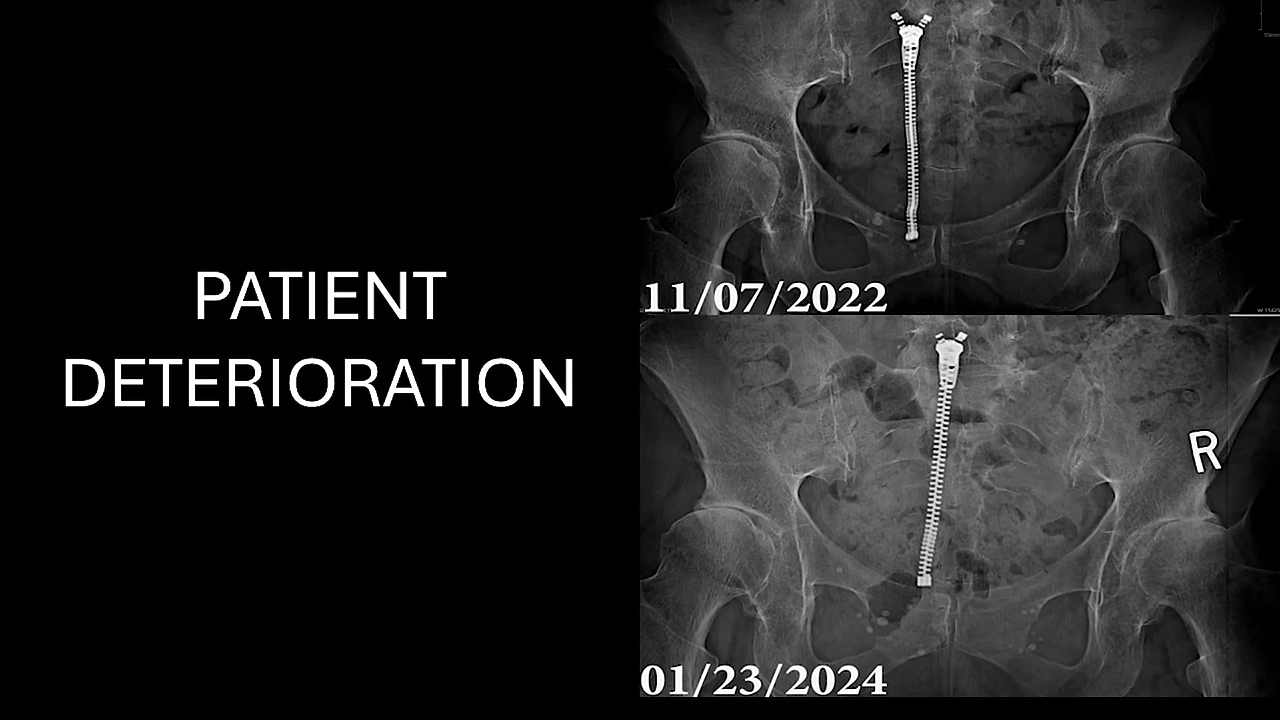 PATIENT
DETERIORATION
11/07/2022
R
01/23/2024